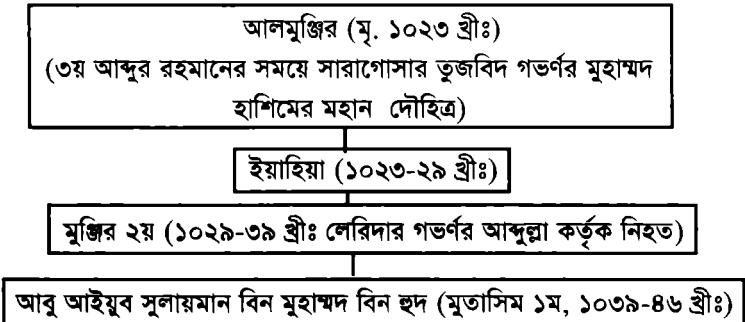 আলমুঞ্জির (মৃ. ১০২৩ খ্রীঃ)
(৩য় আব্দুর রহমানের সময়ে সারাগোসার তুজবিদ গভর্ণর মুহাম্মদ
হাশিমের মহান দৌহিত্র)
ইয়াহিয়া (১০২৩-২৯ খ্রীঃ)
মুঞ্জির ২য় (১০২৯-৩৯ খ্রীঃ লেরিদার গভর্ণর আব্দুল্লা কর্তৃক নিহত)
আবু আইয়ুব সুলায়মান বিন মুহাম্মদ বিন হুদ (মুতাসিম ১ম, ১০৩৯-৪৬ খ্রীঃ)